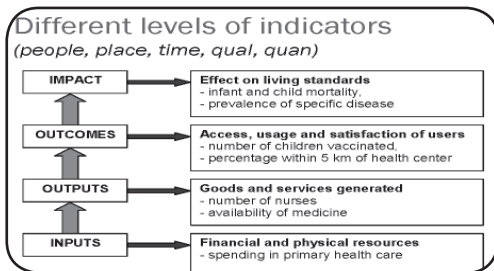 Different levels of indicators
(people, place, time, qual, quan)
IMPACT
Effect on living standards
- infant and child mortality,
- prevalence of specific disease
OUTCOMES
Access, usage and satisfaction of users
- number of children vaccinated,
- percentage within 5 km of health center
OUTPUTS
Goods and services generated
- number of nurses
- availability of medicine
INPUTS
Financial and physical resources
- spending in primary health care